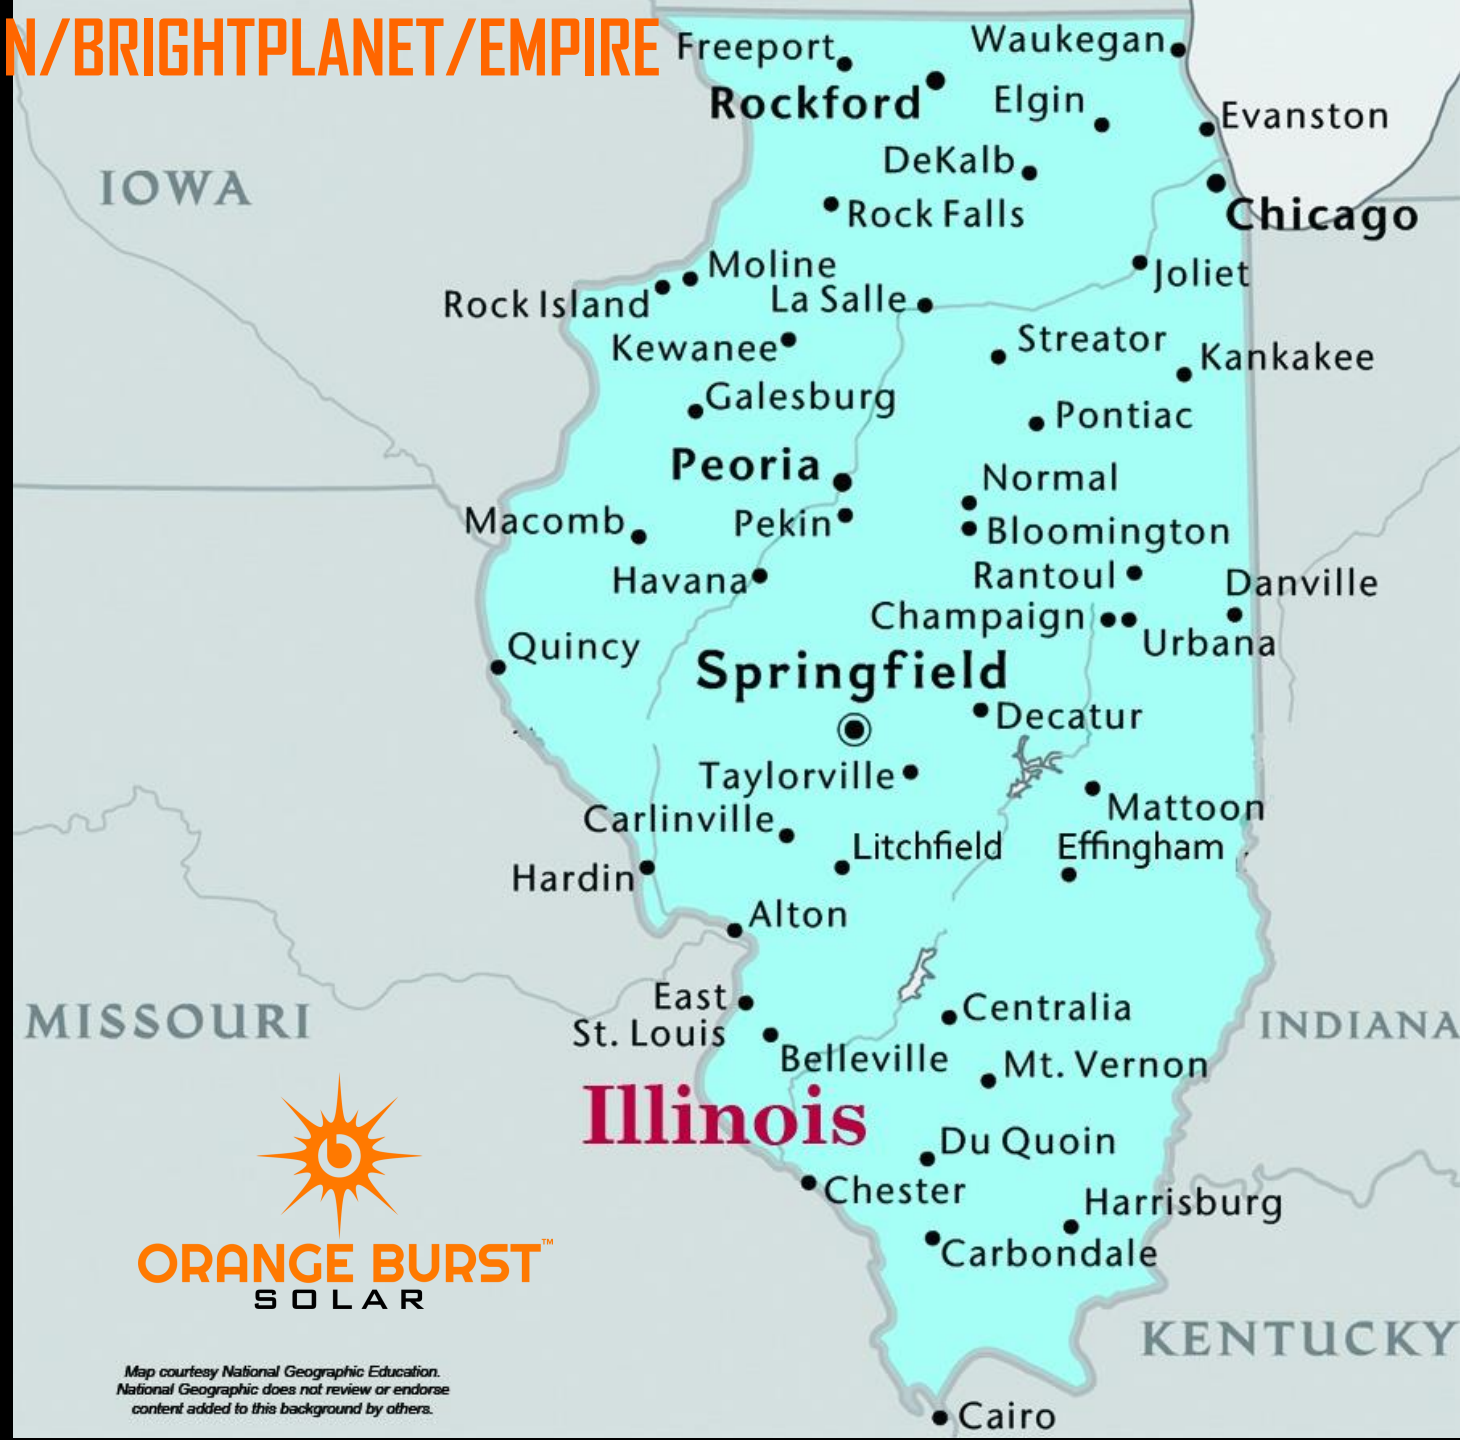 N/BRIGHTPLANET/EMPIRE
Freeport
Waukegan
Rockford
Elgin
Evanston
DeKalb
IOWA
Rock Falls
Chicago
Moline
Joliet
Rock Island
La Salle
Kewanee
Streator
Kankakee
Galesburg
Pontiac
Peoria
Normal
Macomb
Pekin
Bloomington
Havana
Rantoul
Danville
Champaign
Urbana
Quincy
Springfield
Decatur
Taylorville
Mattoon
Carlinville
Litchfield
Effingham
Hardin
Alton
East
St. Louis
Centralia
MISSOURI
INDIANA
Belleville
Mt. Vernon
Illinois
Du Quoin
Chester
Harrisburg
Carbondale
b
ORANGE BURST™
SOLAR
KENTUCKY
Map courtesy National Geographic Education.
National Geographic does not review or endorse
content added to this background by others.
Cairo